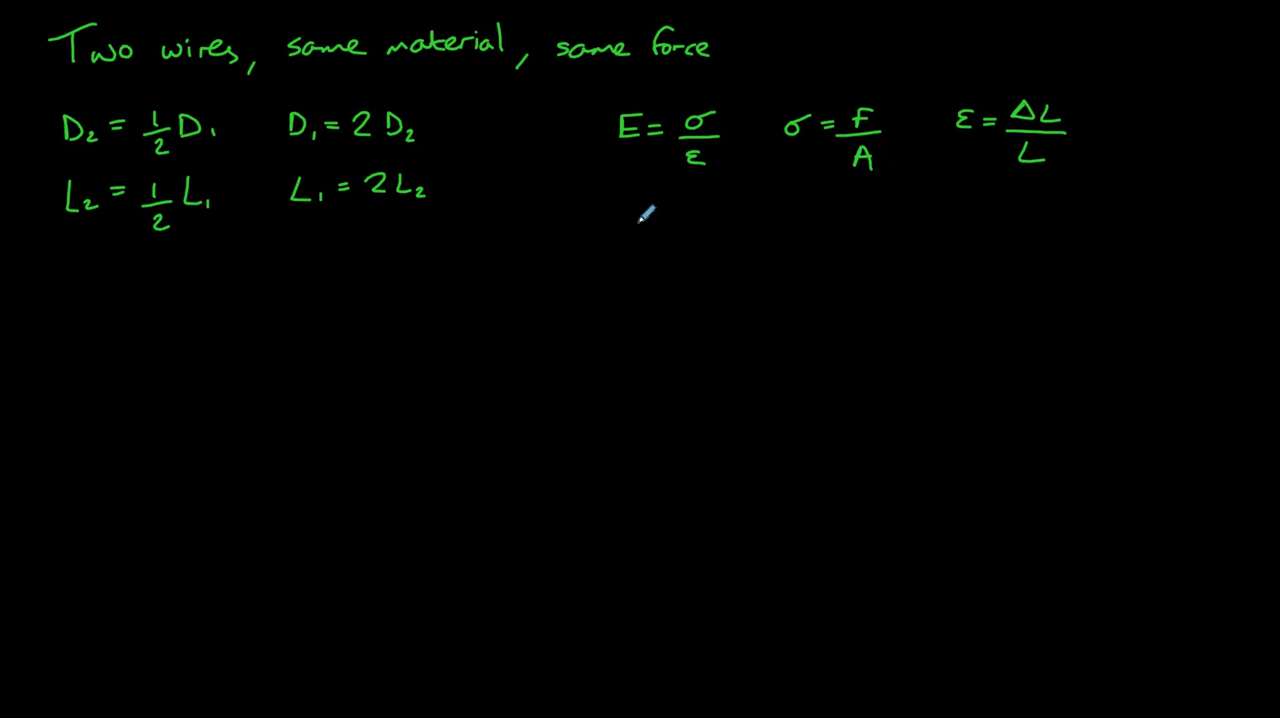 Two wires, same material, same force
D₂ = 1/2 D₁ D₁ = 2 D₂ E = σ/ε σ = F/A ε = ΔL/L
L₂ = 1/2 L₁ L₁ = 2 L₂